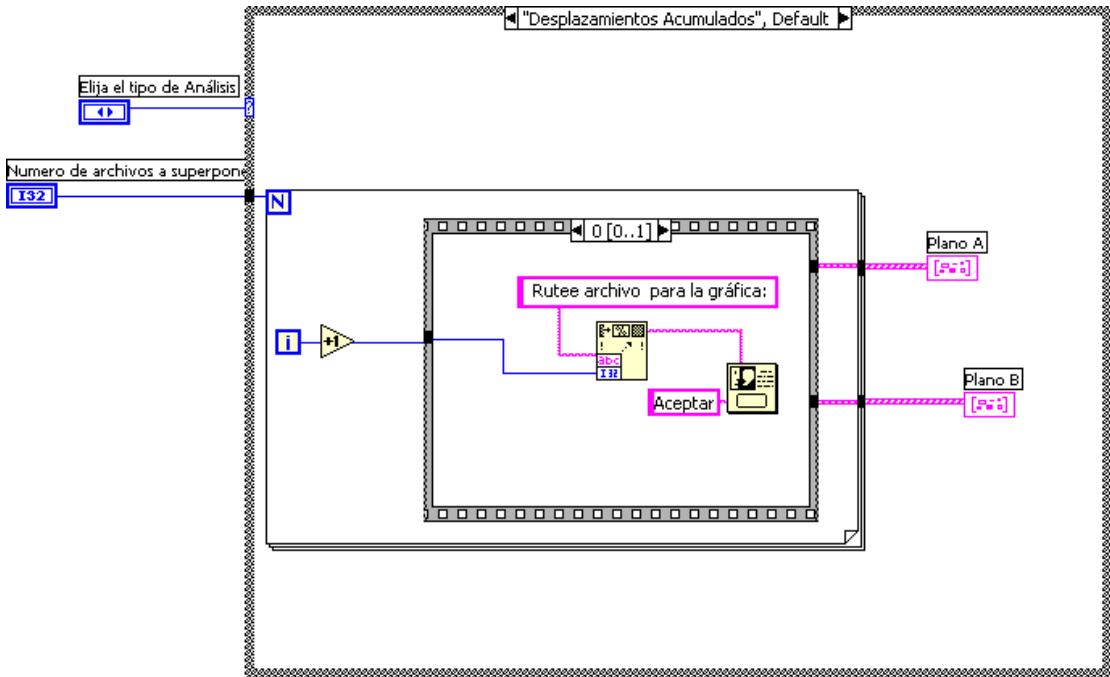 "Desplazamientos Acumulados", Default
Elija el tipo de Análisis
?
Numero de archivos a superpone
I32
N
0 [0..1]
Plano A
Rutee archivo para la gráfica:
i
+1
abc
I32
Plano B
Aceptar